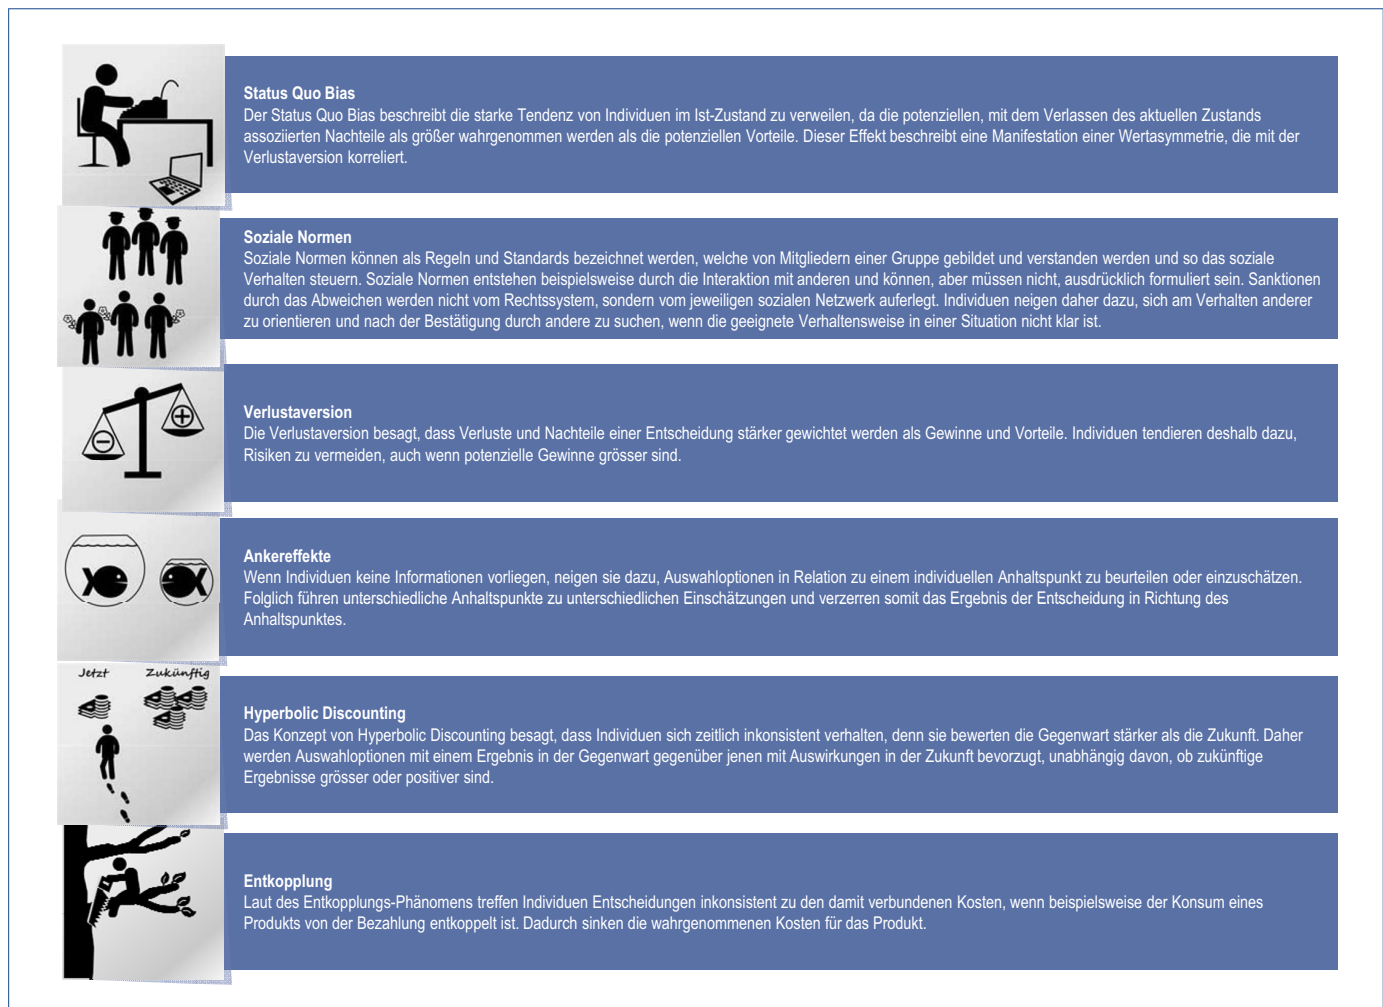 Status Quo Bias
Der Status Quo Bias beschreibt die starke Tendenz von Individuen im Ist-Zustand zu verweilen, da die potenziellen, mit dem Verlassen des aktuellen Zustands
assoziierten Nachteile als größer wahrgenommen werden als die potenziellen Vorteile. Dieser Effekt beschreibt eine Manifestation einer Wertasymmetrie, die mit der
Verlustaversion korreliert.
Soziale Normen
Soziale Normen können als Regeln und Standards bezeichnet werden, welche von Mitgliedern einer Gruppe gebildet und verstanden werden und so das soziale
Verhalten steuern. Soziale Normen entstehen beispielsweise durch die Interaktion mit anderen und können, aber müssen nicht, ausdrücklich formuliert sein. Sanktionen
durch das Abweichen werden nicht vom Rechtssystem, sondern vom jeweiligen sozialen Netzwerk auferlegt. Individuen neigen daher dazu, sich am Verhalten anderer
zu orientieren und nach der Bestätigung durch andere zu suchen, wenn die geeignete Verhaltensweise in einer Situation nicht klar ist.
Verlustaversion
Die Verlustaversion besagt, dass Verluste und Nachteile einer Entscheidung stärker gewichtet werden als Gewinne und Vorteile. Individuen tendieren deshalb dazu,
Risiken zu vermeiden, auch wenn potenzielle Gewinne grösser sind.
Ankereffekte
Wenn Individuen keine Informationen vorliegen, neigen sie dazu, Auswahloptionen in Relation zu einem individuellen Anhaltspunkt zu beurteilen oder einzuschätzen.
Folglich führen unterschiedliche Anhaltspunkte zu unterschiedlichen Einschätzungen und verzerren somit das Ergebnis der Entscheidung in Richtung des
Anhaltspunktes.
Jetzt Zukünftig
Hyperbolic Discounting
Das Konzept von Hyperbolic Discounting besagt, dass Individuen sich zeitlich inkonsistent verhalten, denn sie bewerten die Gegenwart stärker als die Zukunft. Daher
werden Auswahloptionen mit einem Ergebnis in der Gegenwart gegenüber jenen mit Auswirkungen in der Zukunft bevorzugt, unabhängig davon, ob zukünftige
Ergebnisse grösser oder positiver sind.
Entkopplung
Laut des Entkopplungs-Phänomens treffen Individuen Entscheidungen inkonsistent zu den damit verbundenen Kosten, wenn beispielsweise der Konsum eines
Produkts von der Bezahlung entkoppelt ist. Dadurch sinken die wahrgenommenen Kosten für das Produkt.